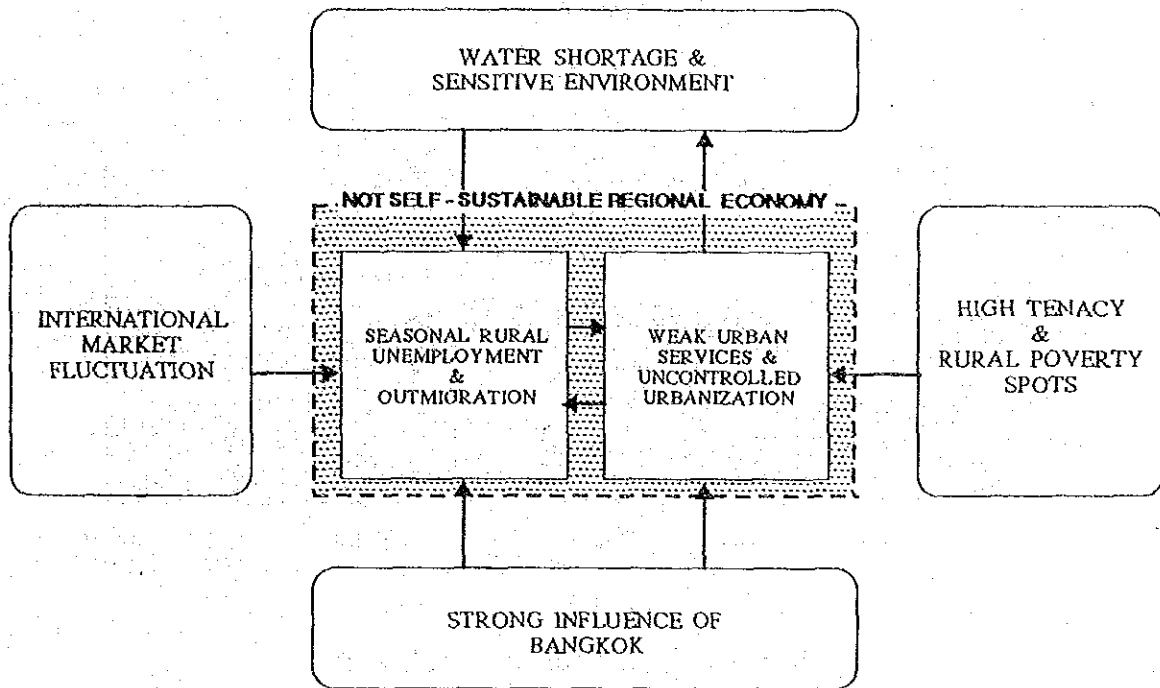 WATER SHORTAGE &
SENSITIVE ENVIRONMENT
NOT SELF - SUSTAINABLE REGIONAL ECONOMY
INTERNATIONAL
MARKET
FLUCTUATION
SEASONAL RURAL
UNEMPLOYMENT
&
OUTMIGRATION
WEAK URBAN
SERVICES &
UNCONTROLLED
URBANIZATION
HIGH TENACY
&
RURAL POVERTY
SPOTS
STRONG INFLUENCE OF
BANGKOK